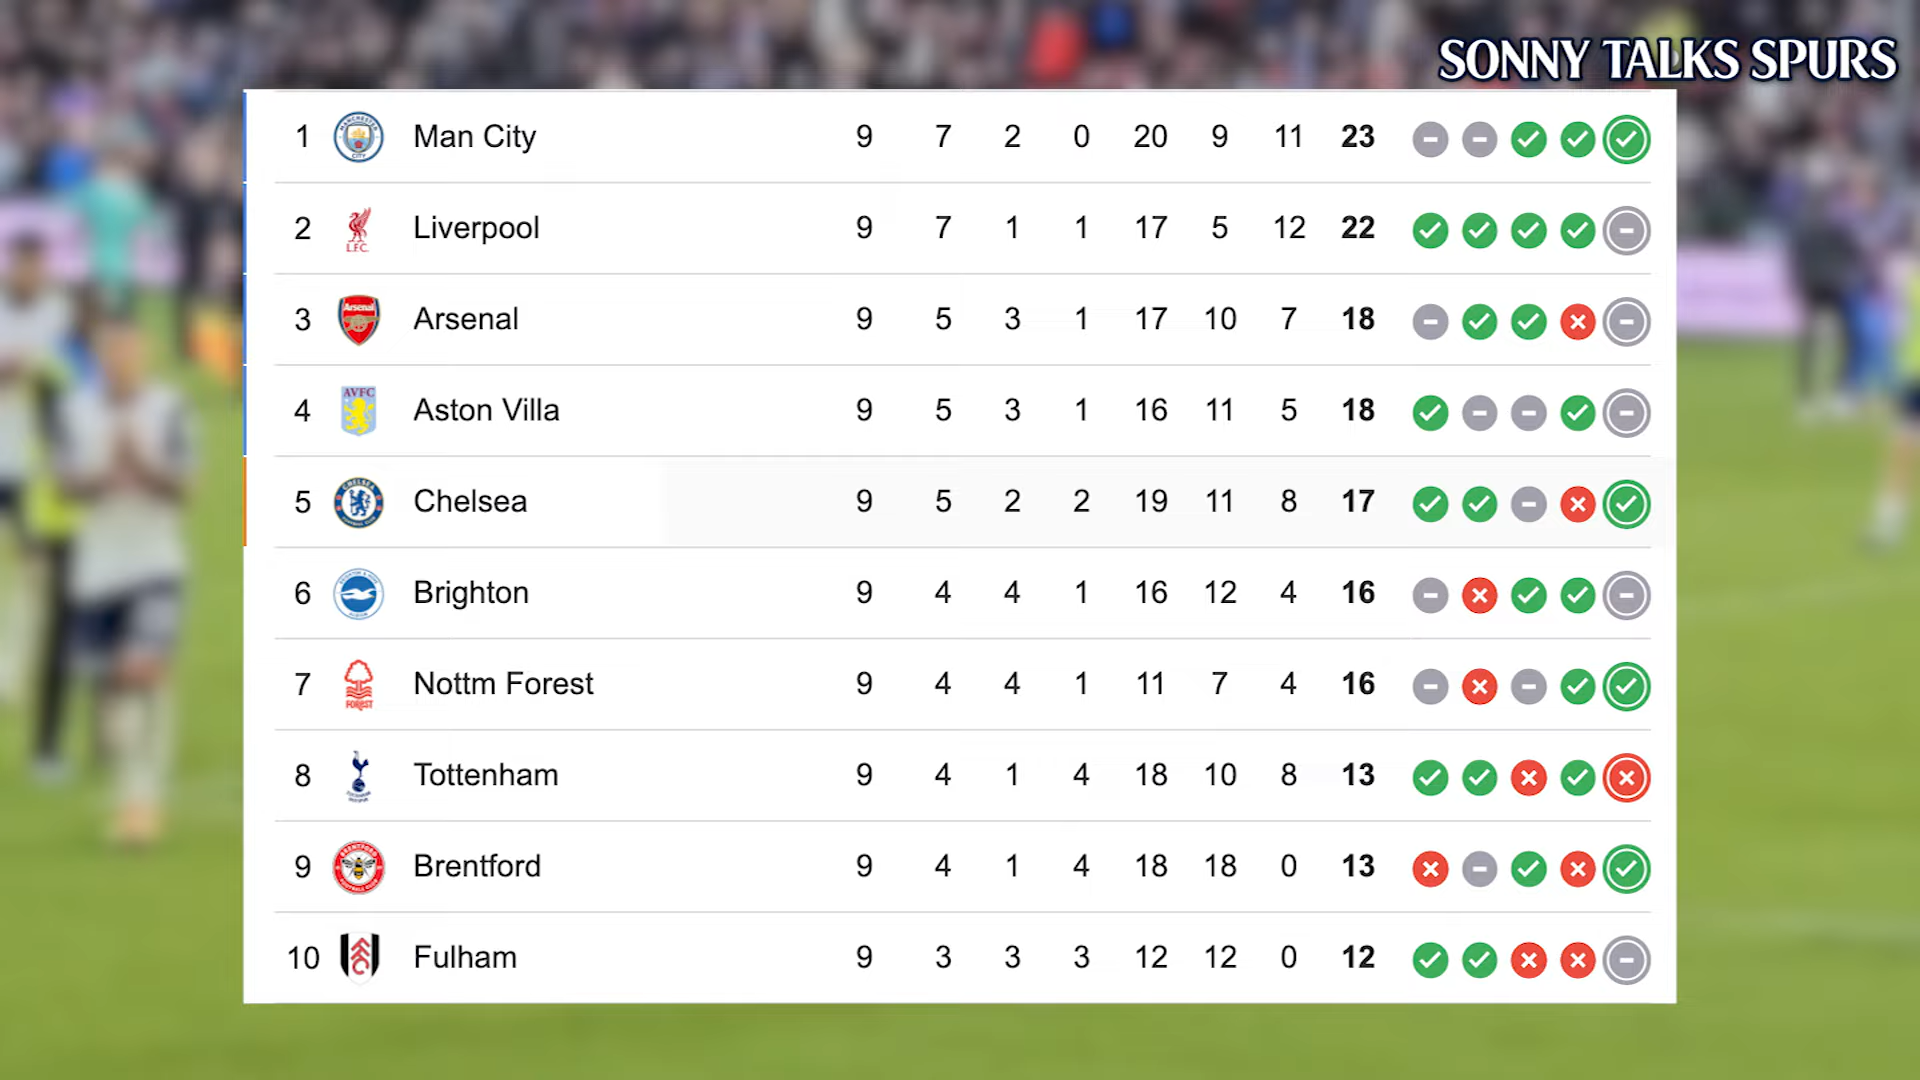 SONNY TALKS SPURS
1 Man City 9 7 2 0 20 9 11 23
2 Liverpool 9 7 1 1 17 5 12 22
3 Arsenal 9 5 3 1 17 10 7 18
4 Aston Villa 9 5 3 1 16 11 5 18
5 Chelsea 9 5 2 2 19 11 8 17
6 Brighton 9 4 4 1 16 12 4 16
7 Nottm Forest 9 4 4 1 11 7 4 16
8 Tottenham 9 4 1 4 18 10 8 13
9 Brentford 9 4 1 4 18 18 0 13
10 Fulham 9 3 3 3 12 12 0 12